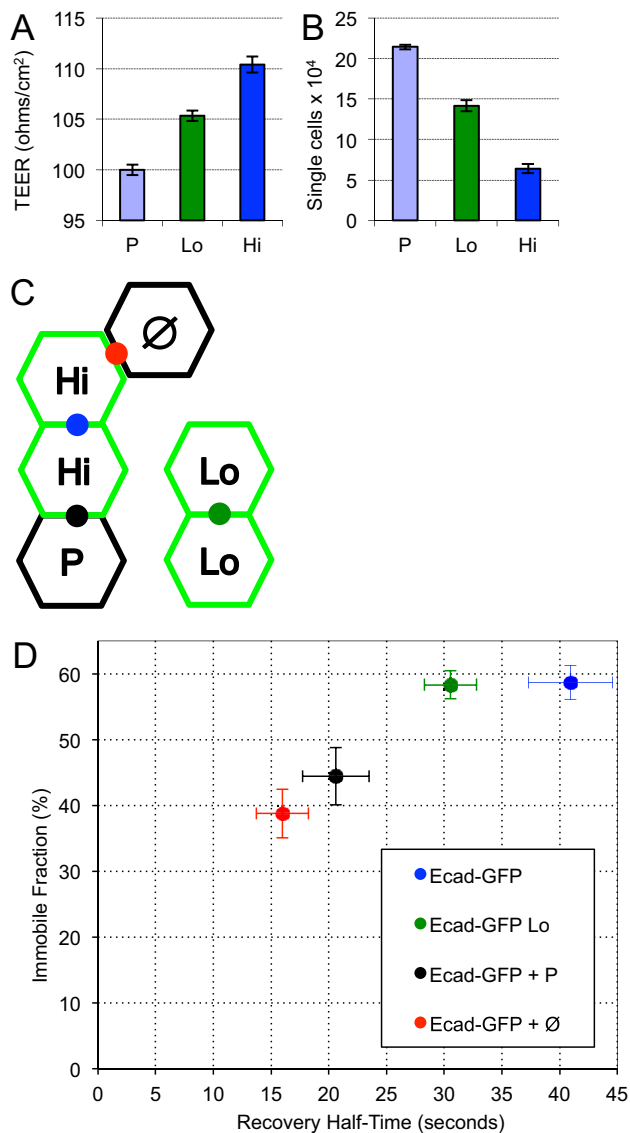 A
TEER (ohms/cm²)
110
105
100
95
P Lo Hi
B
Single cells x 10⁴
25
20
15
10
5
0
P Lo Hi
C
Ø
Hi
Hi
P
Lo
Lo
D
Immobile Fraction (%)
60
50
40
30
20
10
0
0 5 10 15 20 25 30 35 40 45
Recovery Half-Time (seconds)
Ecad-GFP
Ecad-GFP Lo
Ecad-GFP + P
Ecad-GFP + Ø